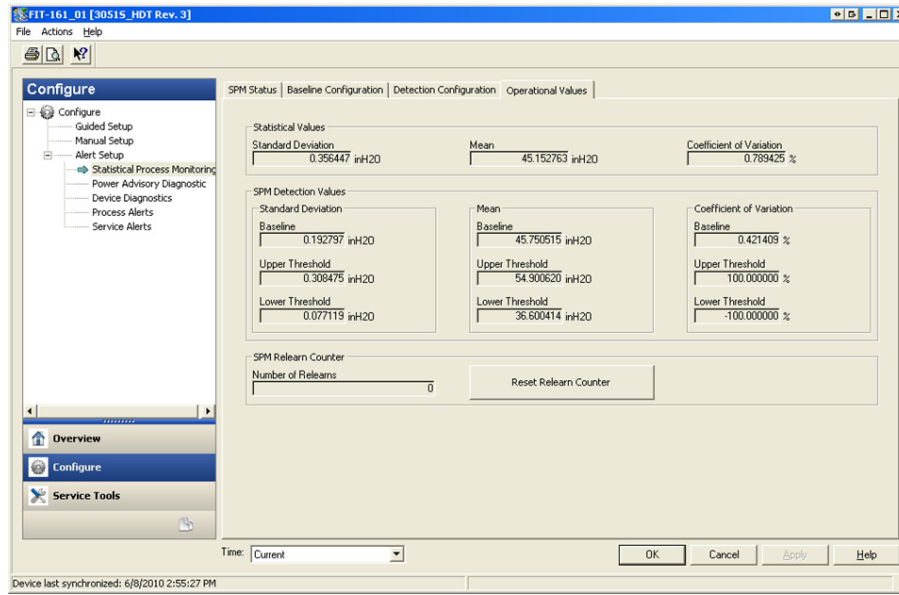 FIT-161_01 [3051S_HDT Rev. 3]
File Actions Help
Configure
Configure
Guided Setup
Manual Setup
Alert Setup
Statistical Process Monitoring
Power Advisory Diagnostic
Device Diagnostics
Process Alerts
Service Alerts
Overview
Configure
Service Tools
SPM Status Baseline Configuration Detection Configuration Operational Values
Statistical Values
Standard Deviation Mean Coefficient of Variation
0.356447 inH2O 45.152763 inH2O 0.789425 %
SPM Detection Values
Standard Deviation Mean Coefficient of Variation
Baseline Baseline Baseline
0.192797 inH2O 45.750515 inH2O 0.421409 %
Upper Threshold Upper Threshold Upper Threshold
0.308475 inH2O 54.900620 inH2O 100.000000 %
Lower Threshold Lower Threshold Lower Threshold
0.077119 inH2O 36.600414 inH2O -100.000000 %
SPM Relearn Counter
Number of Relearns
0 Reset Relearn Counter
Time: Current OK Cancel Apply Help
Device last synchronized: 6/8/2010 2:55:27 PM